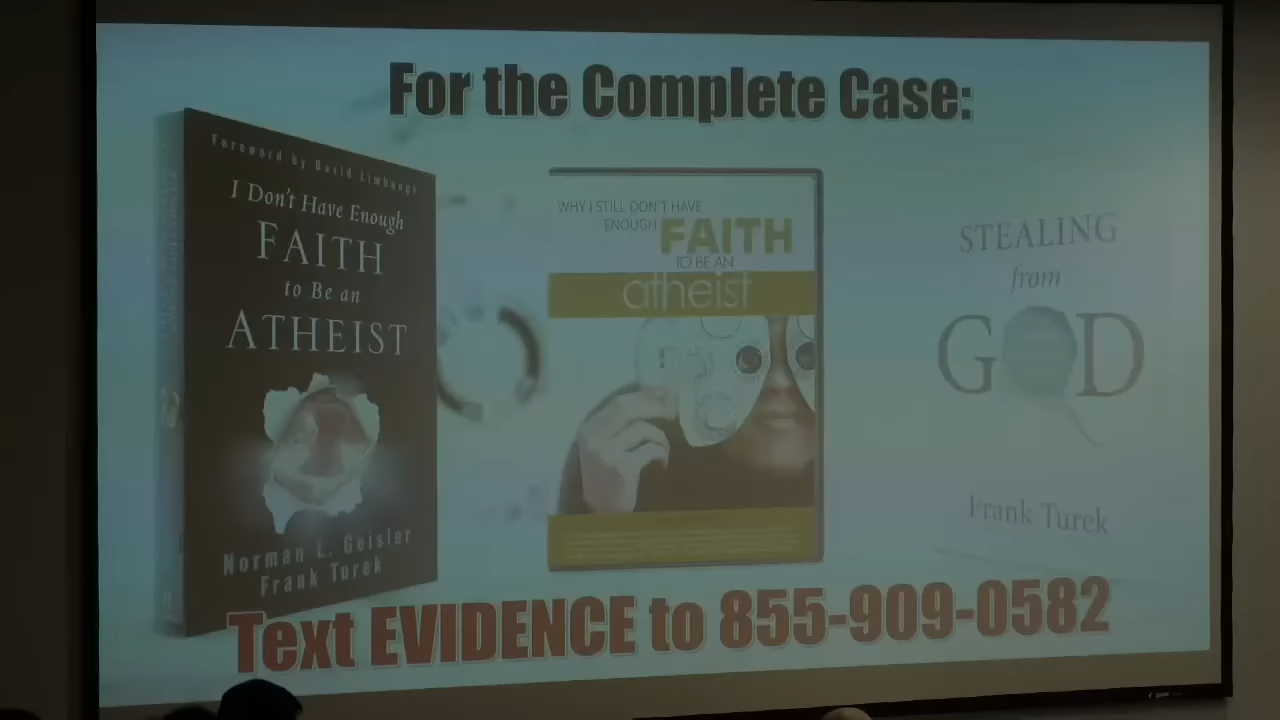 For the Complete Case:
Foreword by David Limbaugh
I Don't Have Enough
FAITH
to Be an
ATHEIST
Norman L. Geisler
Frank Turek
WHY I STILL DON'T HAVE
ENOUGH FAITH
TO BE AN
atheist
STEALING
from
GOD
Frank Turek
Text EVIDENCE to 855-909-0582